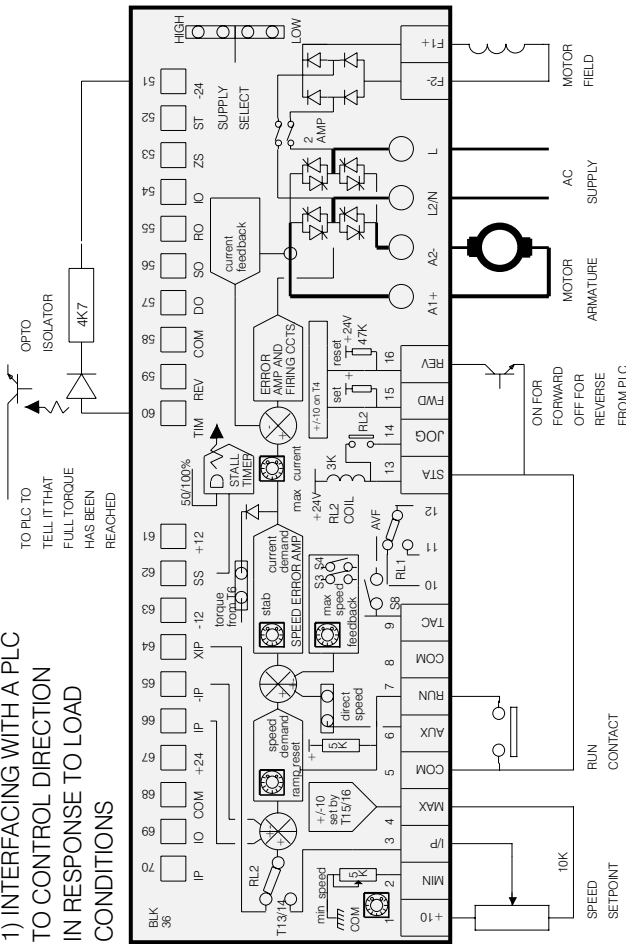 1) INTERFACING WITH A PLC
TO CONTROL DIRECTION
IN RESPONSE TO LOAD
CONDITIONS
TO PLC TO
TELL IT THAT
FULL TORQUE
HAS BEEN
REACHED
OPTO
ISOLATOR
4K7
BLK
36
70
69
68
67
66
65
64
63
62
61
60
59
58
57
56
55
54
53
52
51
IP
IO
COM
+24
IP
-IP
XIP
-12
SS
+12
TIM
REV
COM
DO
SO
RO
IO
ZS
ST
-24
HIGH
LOW
SUPPLY
SELECT
2
AMP
50/100%
STALL
TIMER
torque
from T6
current
feedback
RL2
T13/14
min speed
COM
5
K
+/-10
set by
T15/16
speed
demand
ramp reset
+
5
K
direct
speed
stab
current
demand
SPEED ERROR AMP
max
speed
feedback
S3 S4
S8
AVF
RL1
max current
ERROR
AMP AND
FIRING CCTS
+24V
RL2
COIL
3K
RL2
+/-10 on T4
set
+
reset
+24V
47K
1
2
3
4
5
6
7
8
9
10
11
12
13
14
15
16
+10
MIN
I/P
MAX
COM
AUX
RUN
COM
TAC
STA
JOG
FWD
REV
A1+
A2-
L2/N
L
F2-
F1+
SPEED
SETPOINT
10K
RUN
CONTACT
ON FOR
FORWARD
OFF FOR
REVERSE
FROM PLC
MOTOR
ARMATURE
AC
SUPPLY
MOTOR
FIELD